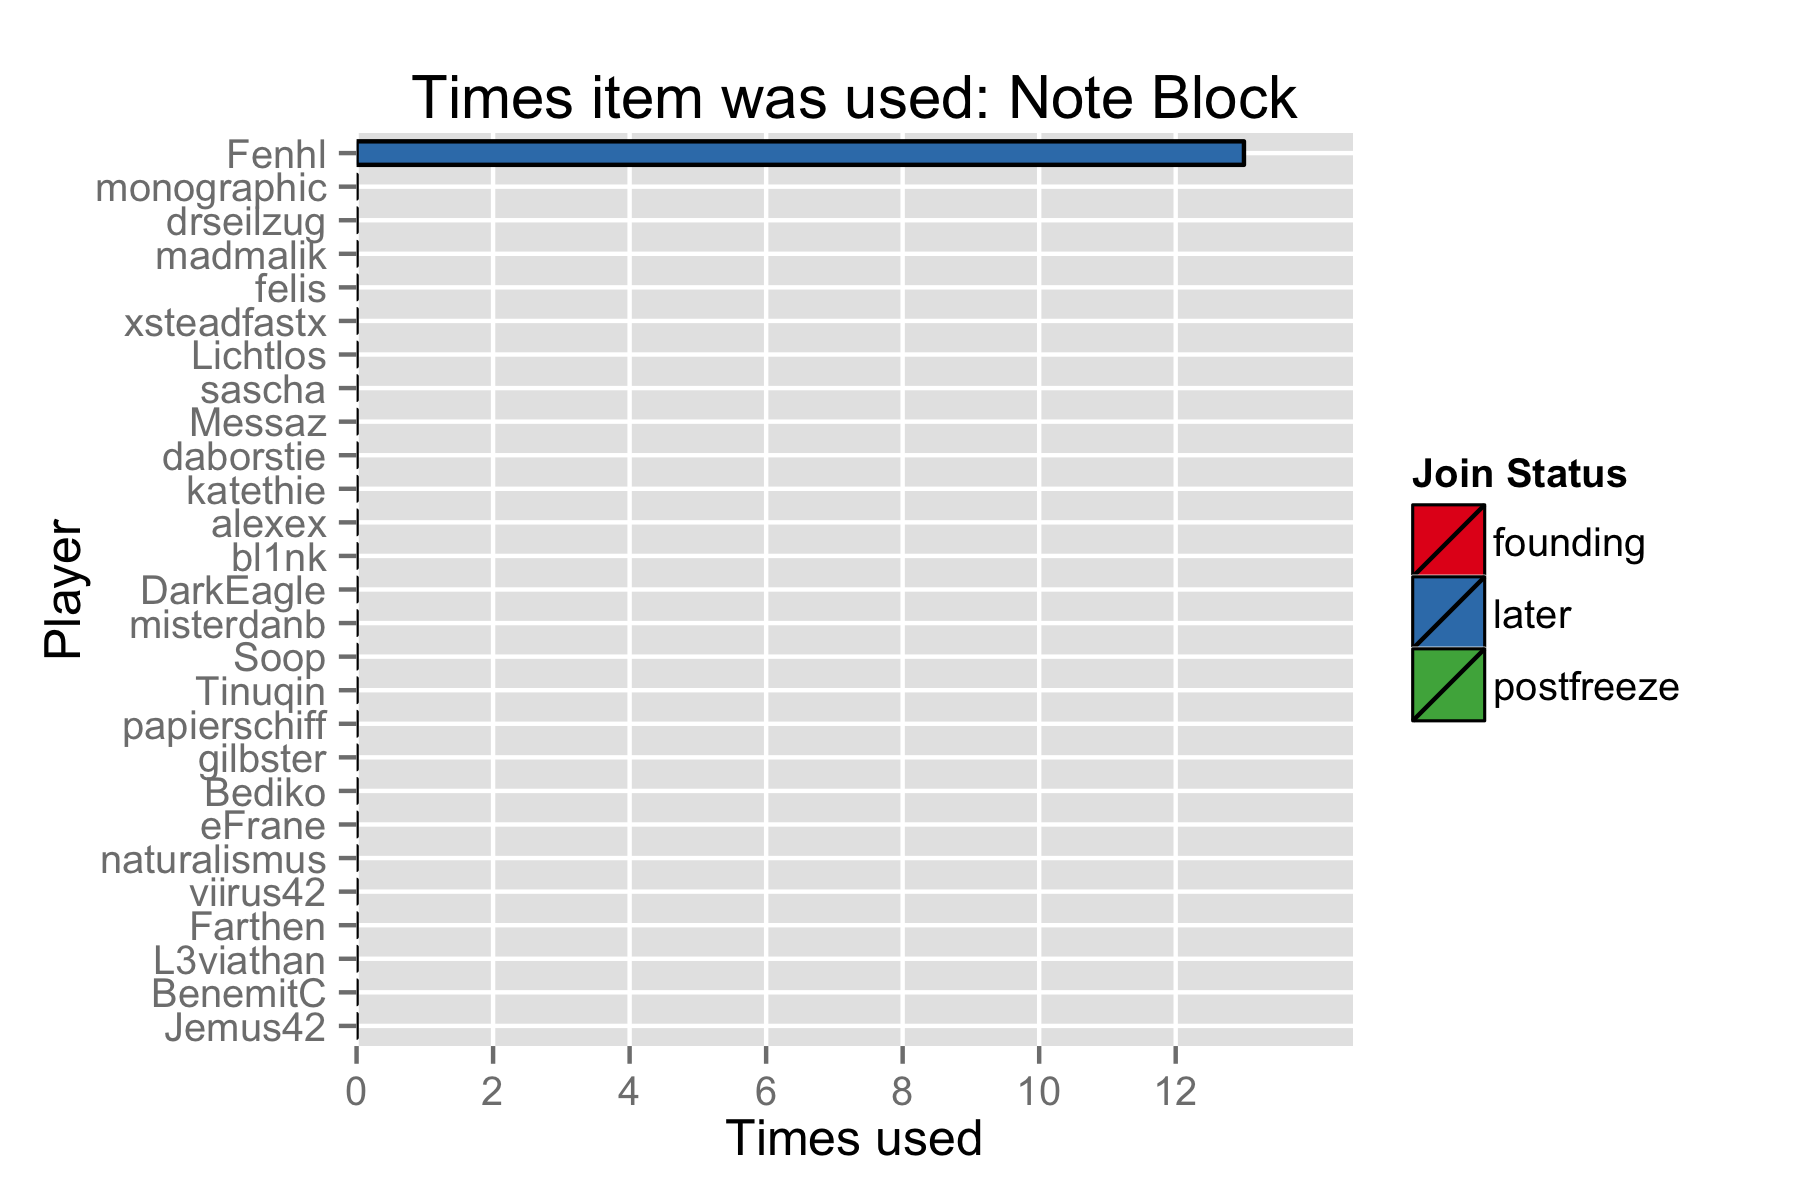 Times item was used: Note Block
Fenhl
monographic
drseilzug
madmalik
felis
xsteadfastx
Lichtlos
sascha
Messaz
daborstie
katethie
alexex
bl1nk
DarkEagle
misterdanb
Soop
Tinuqin
papierschiff
gilbster
Bediko
eFrane
naturalismus
viirus42
Farthen
L3viathan
BenemitC
Jemus42
Player
0 2 4 6 8 10 12
Times used
Join Status
founding
later
postfreeze